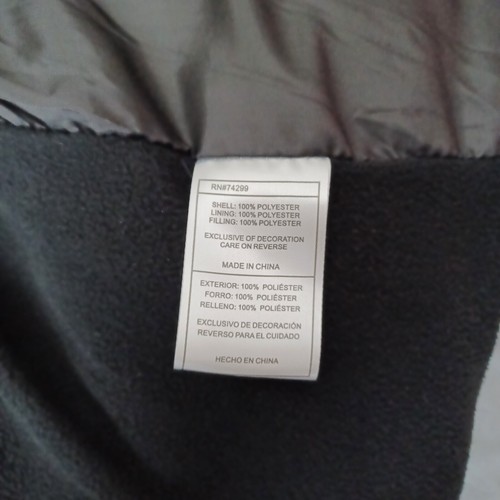 RN#74299
SHELL: 100% POLYESTER
LINING: 100% POLYESTER
FILLING: 100% POLYESTER
EXCLUSIVE OF DECORATION
CARE ON REVERSE
MADE IN CHINA
EXTERIOR: 100% POLIÉSTER
FORRO: 100% POLIÉSTER
RELLENO; 100% POLIÉSTER
EXCLUSIVO DE DECORACIÓN
REVERSO PARA EL CUIDADO
HECHO EN CHINA